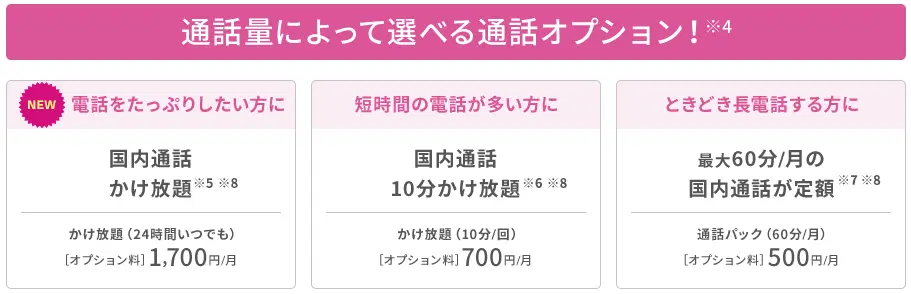 通話量によって選べる通話オプション！※4
NEW 電話をたっぷりしたい方に
国内通話
かけ放題※5 ※8
かけ放題（24時間いつでも）
［オプション料］1,700円/月
短時間の電話が多い方に
国内通話
10分かけ放題※6 ※8
かけ放題（10分/回）
［オプション料］700円/月
ときどき長電話する方に
最大60分/月の
国内通話が定額※7 ※8
通話パック（60分/月）
［オプション料］500円/月